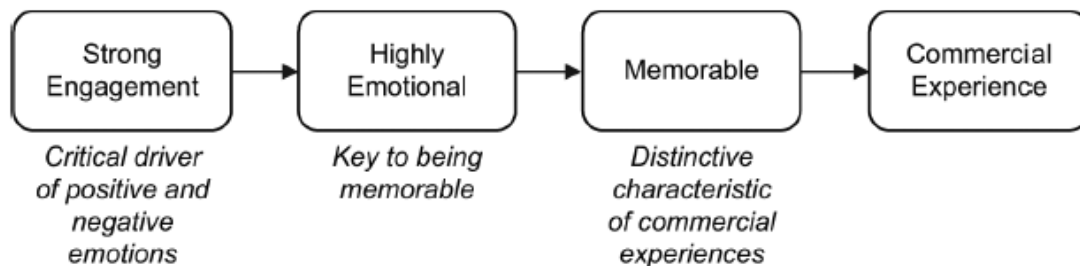 Strong
Engagement
Highly
Emotional
Memorable
Commercial
Experience
Critical driver
of positive and
negative
emotions
Key to being
memorable
Distinctive
characteristic
of commercial
experiences